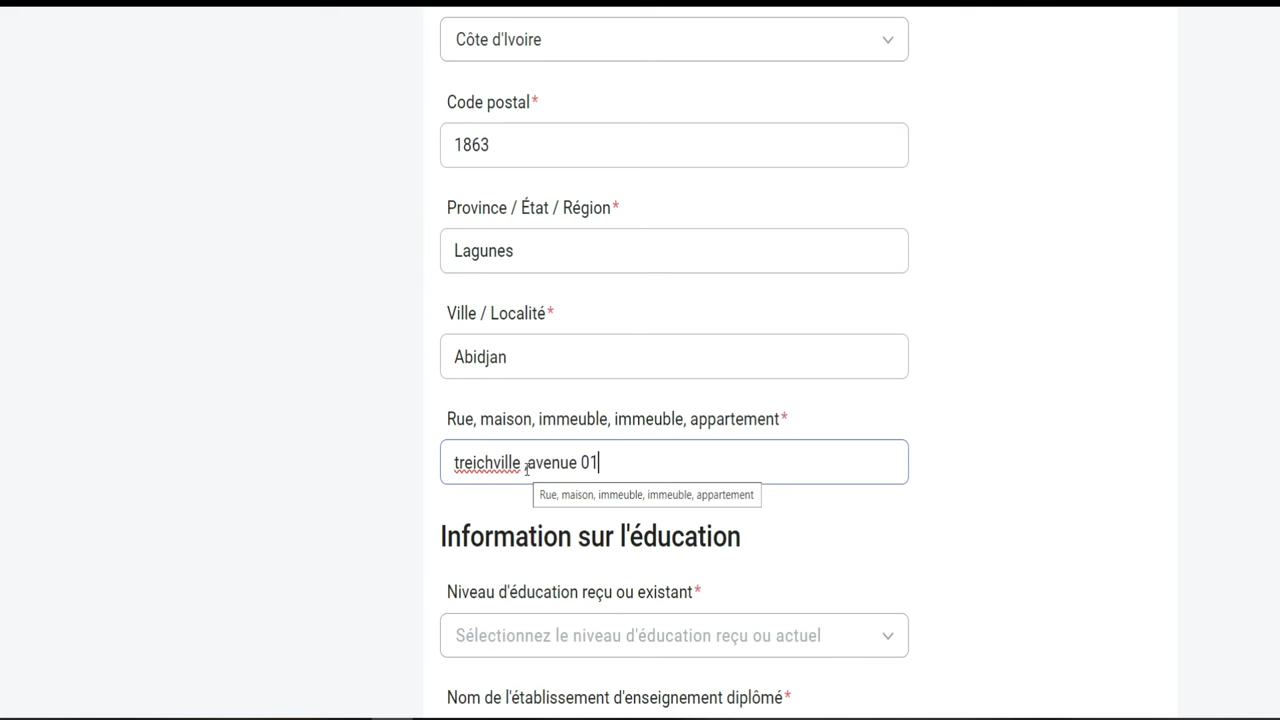 Côte d'Ivoire
Code postal*
1863
Province / État / Région*
Lagunes
Ville / Localité*
Abidjan
Rue, maison, immeuble, immeuble, appartement*
treichville ,avenue 01
Rue, maison, immeuble, immeuble, appartement
Information sur l'éducation
Niveau d'éducation reçu ou existant*
Sélectionnez le niveau d'éducation reçu ou actuel
Nom de l'établissement d'enseignement diplômé*